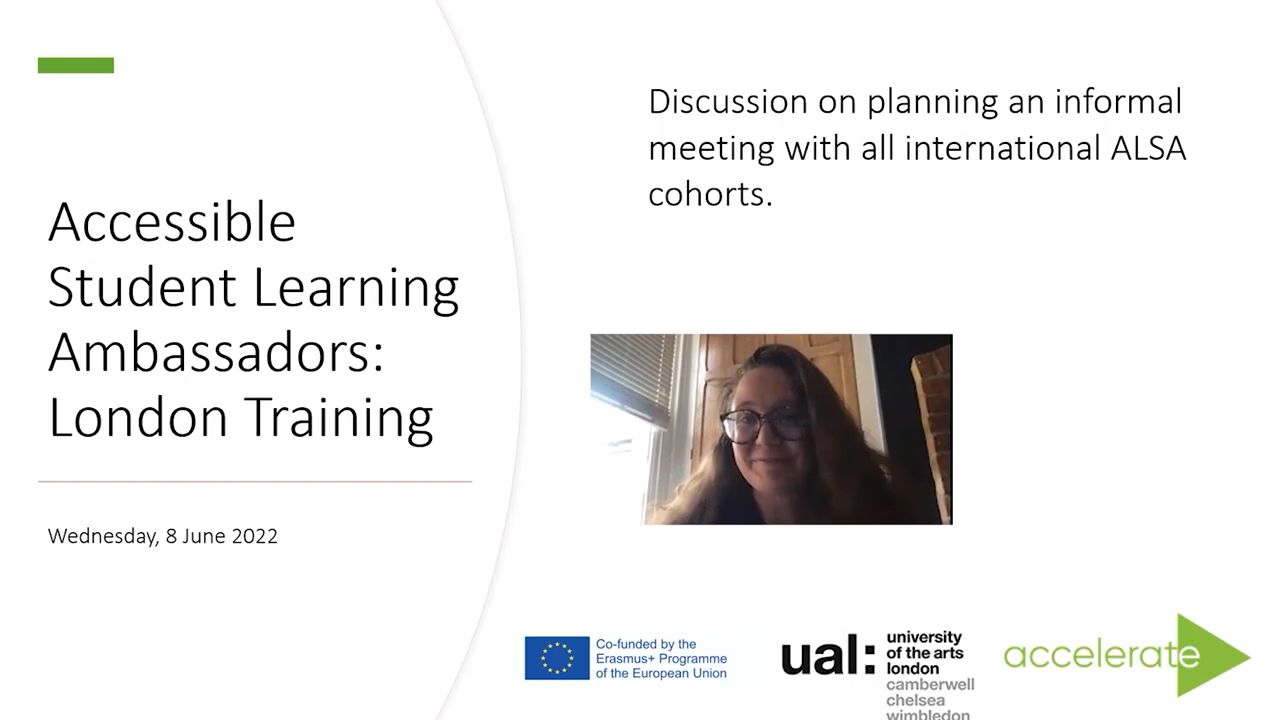 Accessible
Student Learning
Ambassadors:
London Training
Wednesday, 8 June 2022
Discussion on planning an informal
meeting with all international ALSA
cohorts.
Co-funded by the
Erasmus+ Programme
of the European Union
ual:
university
of the arts
london
camberwell
chelsea
wimbledon
accelerate